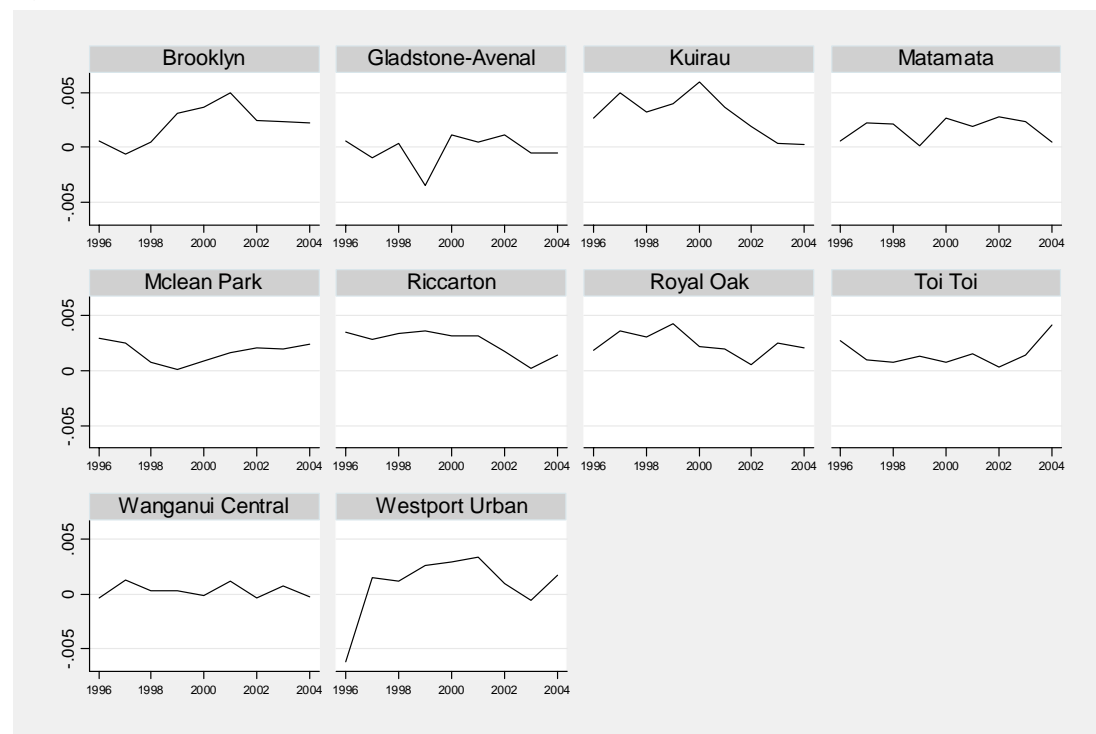 Brooklyn Gladstone-Avenal Kuirau Matamata
.005
0
-.005
1996 1998 2000 2002 2004 1996 1998 2000 2002 2004 1996 1998 2000 2002 2004 1996 1998 2000 2002 2004
Mclean Park Riccarton Royal Oak Toi Toi
.005
0
-.005
1996 1998 2000 2002 2004 1996 1998 2000 2002 2004 1996 1998 2000 2002 2004 1996 1998 2000 2002 2004
Wanganui Central Westport Urban
.005
0
-.005
1996 1998 2000 2002 2004 1996 1998 2000 2002 2004